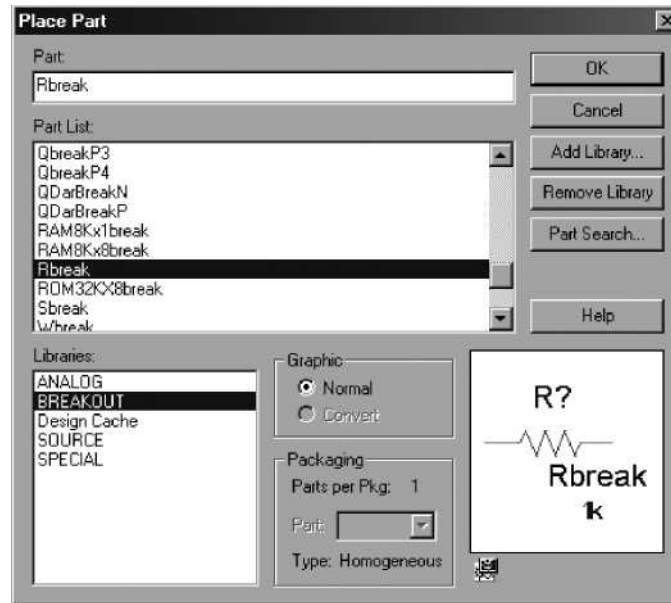 Place Part
Part:
Rbreak
OK
Cancel
Part List:
QbreakP3
QbreakP4
QDarBreakN
QDarBreakP
RAM8Kx1break
RAM8Kx8break
Rbreak
ROM32KX8break
Sbreak
Wbreak
Add Library...
Remove Library
Part Search...
Help
Libraries:
ANALOG
BREAKOUT
Design Cache
SOURCE
SPECIAL
Graphic
Normal
Convert
Packaging
Parts per Pkg: 1
Part:
Type: Homogeneous
R?
Rbreak
1k